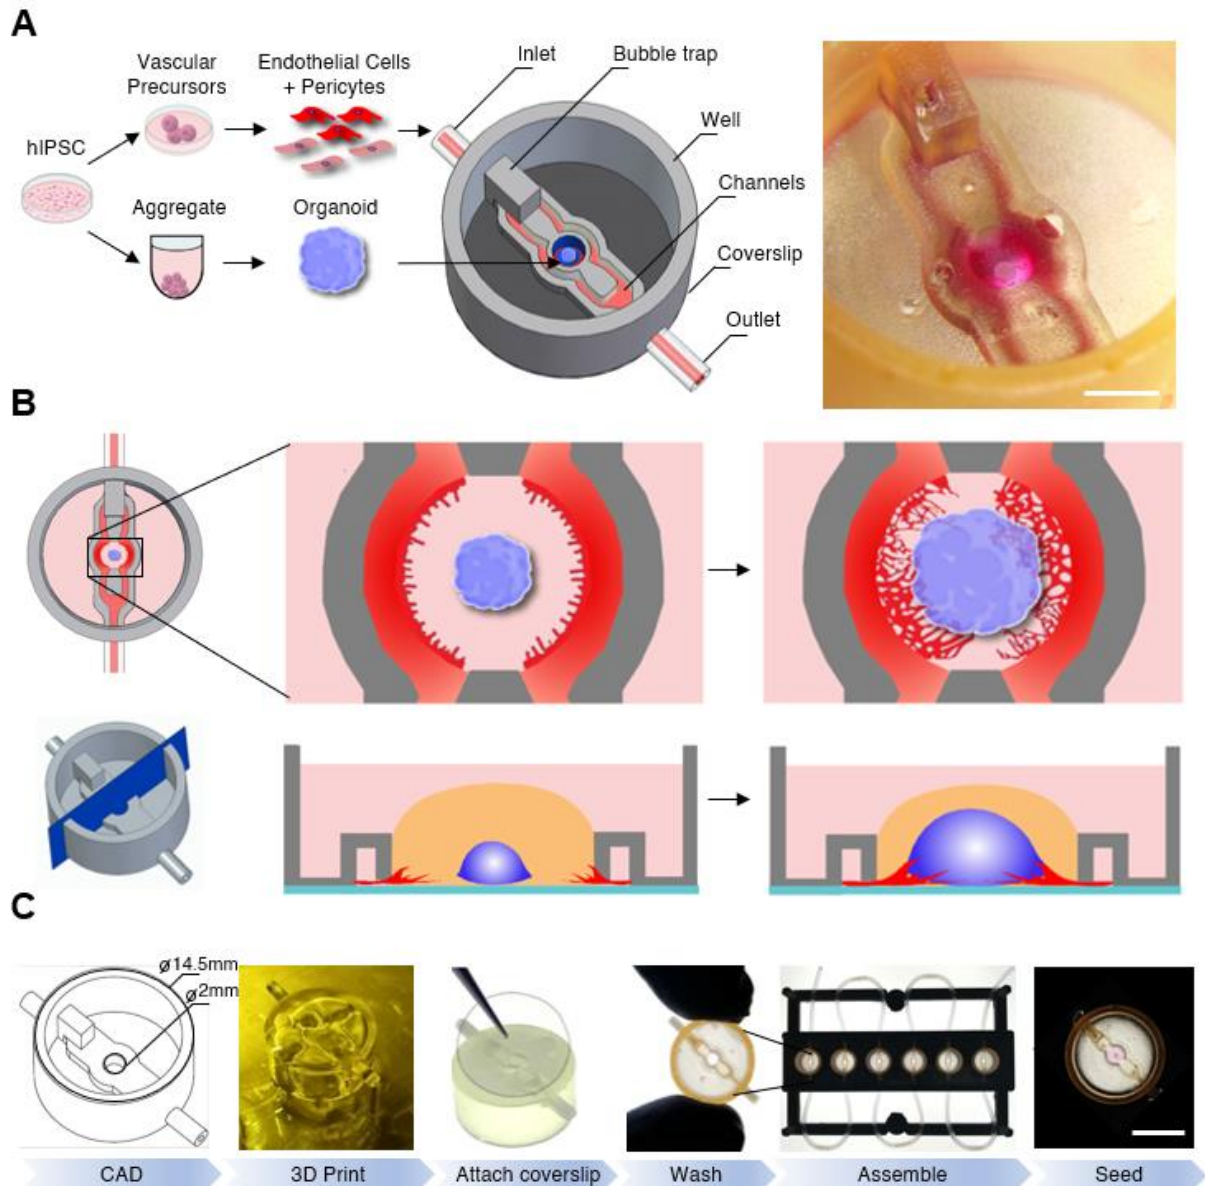 A
Vascular
Precursors
Endothelial Cells
+ Pericytes
Inlet
Bubble trap
Well
hIPSC
Channels
Aggregate
Organoid
Coverslip
Outlet
B
C
ø14.5mm
ø2mm
CAD
3D Print
Attach coverslip
Wash
Assemble
Seed